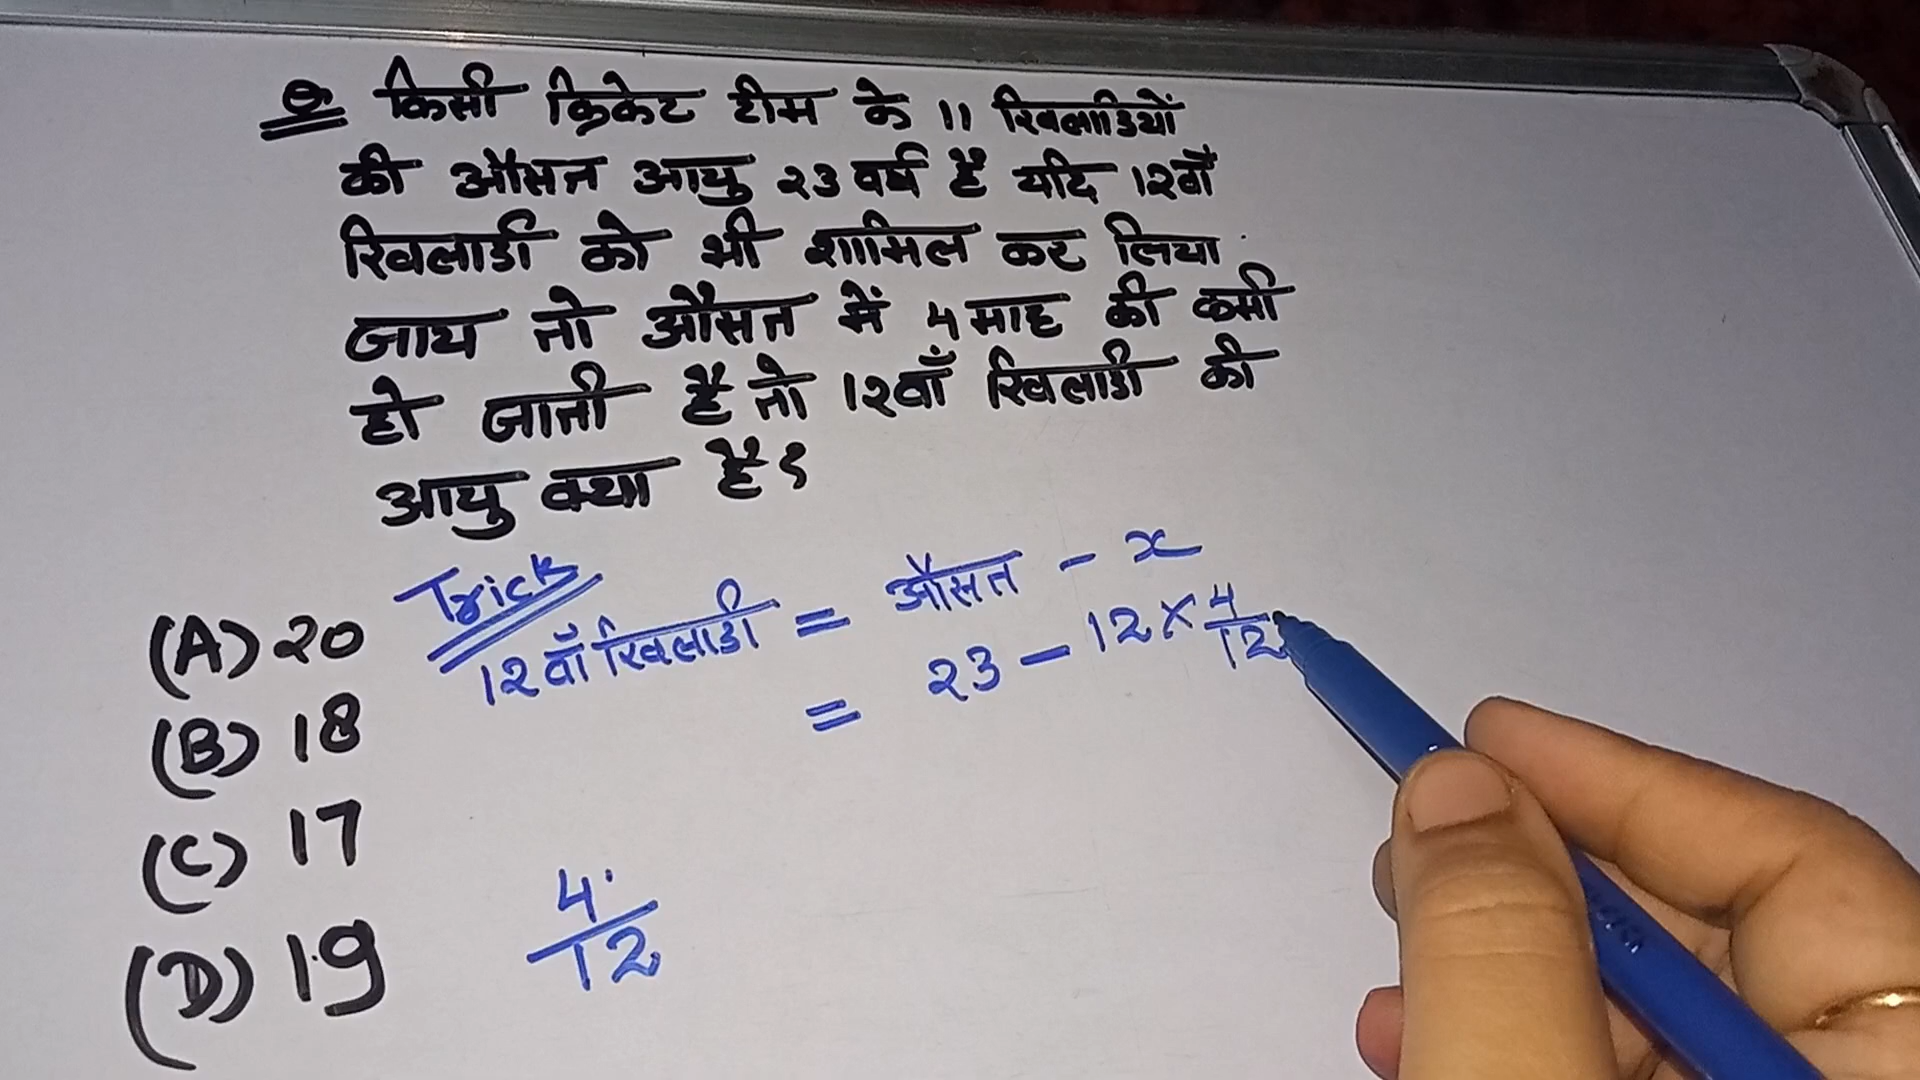 Q किसी क्रिकेट टीम के 11 खिलाडियों
की औसत आयु 23 वर्ष है यदि 12वाँ
खिलाडी को भी शामिल कर लिया
जाय तो औसत में 4 माह की कमी
हो जाती है तो 12वाँ खिलाडी की
आयु क्या है?
Trick
12वाँ खिलाडी = औसत - x
= 23 - 12 × 4/12
(A) 20
(B) 18
(C) 17
(D) 19
4/12